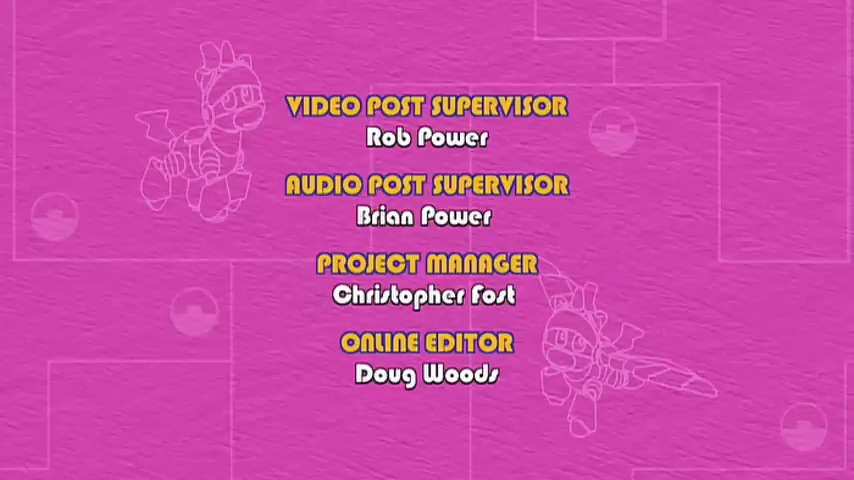 VIDEO POST SUPERVISOR
Rob Power
AUDIO POST SUPERVISOR
Brian Power
PROJECT MANAGER
Christopher Fost
ONLINE EDITOR
Doug Woods